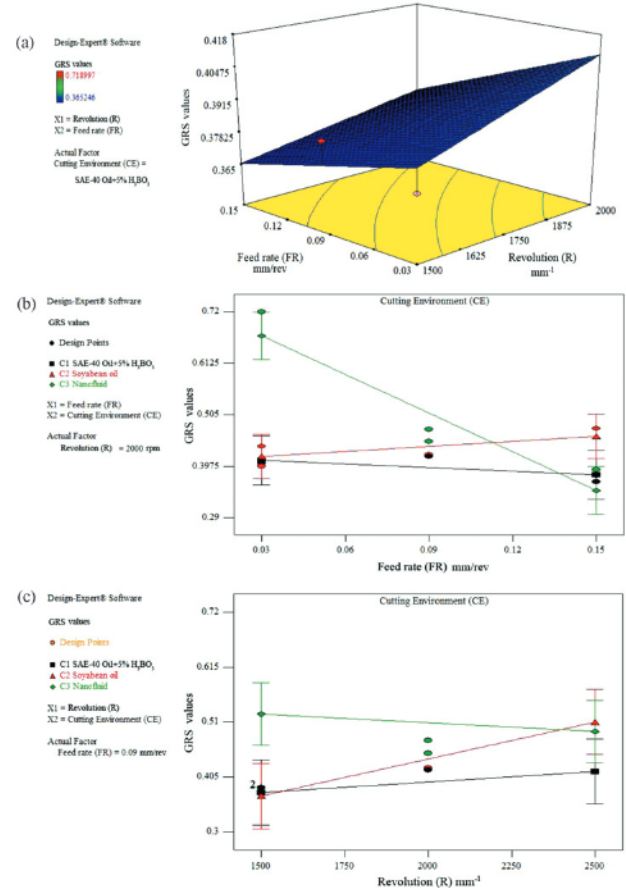 (a)
Design-Expert® Software
GRS values
0.718997
0.365246
X1 = Revolution (R)
X2 = Feed rate (FR)
Actual Factor
Cutting Environment (CE) =
SAE-40 Oil+5% H₃BO₃
GRS values
0.418
0.40475
0.3915
0.37825
0.365
0.15
0.12
0.09
0.06
0.03
Feed rate (FR)
mm/rev
1500
1625
1750
1875
2000
Revolution (R)
mm⁻¹
(b)
Design-Expert® Software
GRS values
Design Points
C1 SAE-40 Oil+5% H₃BO₃
C2 Soyabean oil
C3 Nanofluid
X1 = Feed rate (FR)
X2 = Cutting Environment (CE)
Actual Factor
Revolution (R) = 2000 rpm
Cutting Environment (CE)
GRS values
0.72
0.6125
0.505
0.3975
0.29
0.03
0.06
0.09
0.12
0.15
Feed rate (FR) mm/rev
(c)
Design-Expert® Software
GRS values
Design Points
C1 SAE-40 Oil+5% H₃BO₃
C2 Soyabean oil
C3 Nanofluid
X1 = Revolution (R)
X2 = Cutting Environment (CE)
Actual Factor
Feed rate (FR) = 0.09 mm/rev
Cutting Environment (CE)
GRS values
0.72
0.615
0.51
0.405
0.3
2
1500
1750
2000
2250
2500
Revolution (R) mm⁻¹